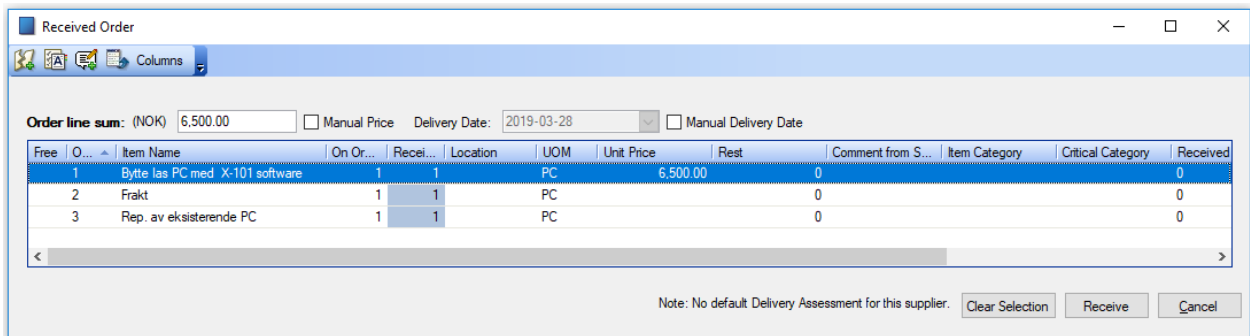 Received Order
Columns
Order line sum: (NOK) 6,500.00 Manual Price Delivery Date: 2019-03-28 Manual Delivery Date
Free O... Item Name On Or... Recei... Location UOM Unit Price Rest Comment from S... Item Category Critical Category Received
1 Bytte las PC med X-101 software 1 1 PC 6,500.00 0 0
2 Frakt 1 1 PC 0 0
3 Rep. av eksisterende PC 1 1 PC 0 0
Note: No default Delivery Assessment for this supplier. Clear Selection Receive Cancel